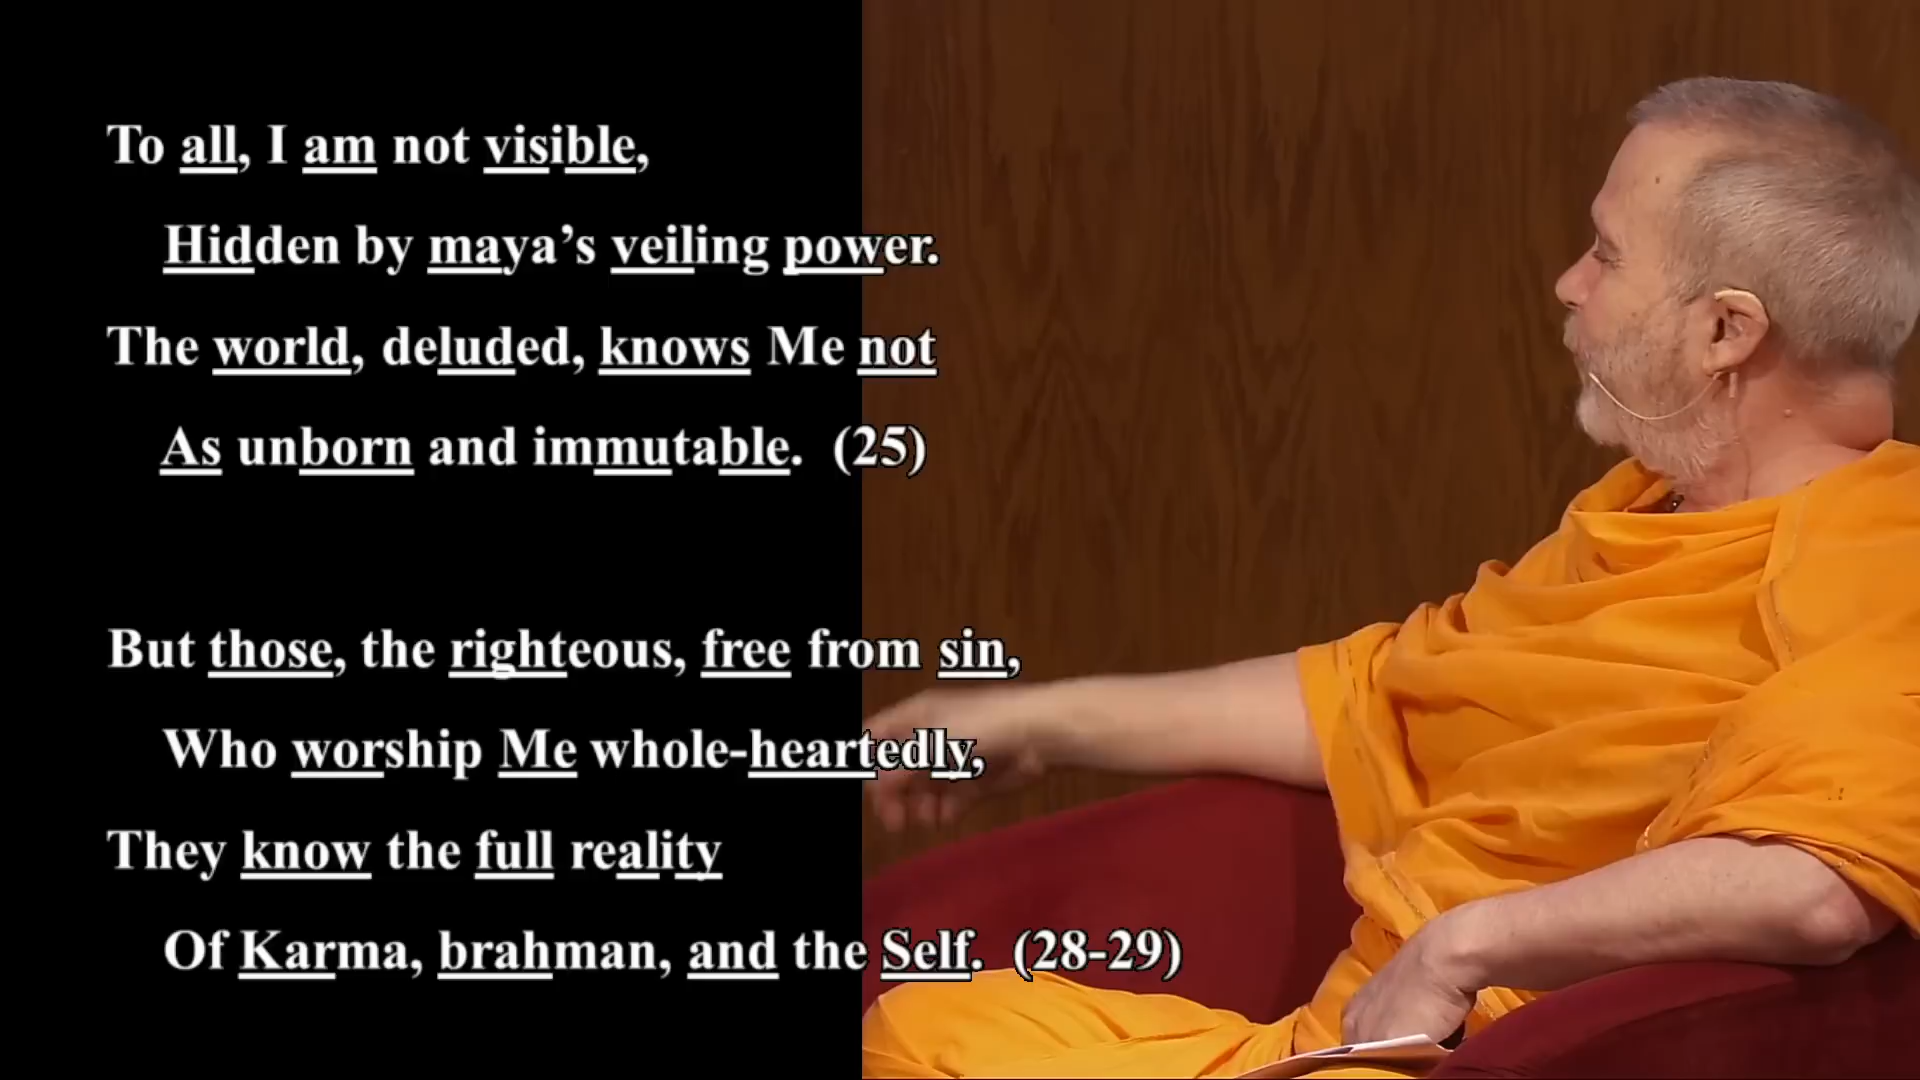 To all, I am not visible,
Hidden by maya’s veiling power.
The world, deluded, knows Me not
As unborn and immutable. (25)
But those, the righteous, free from sin,
Who worship Me whole-heartedly,
They know the full reality
Of Karma, brahman, and the Self. (28-29)